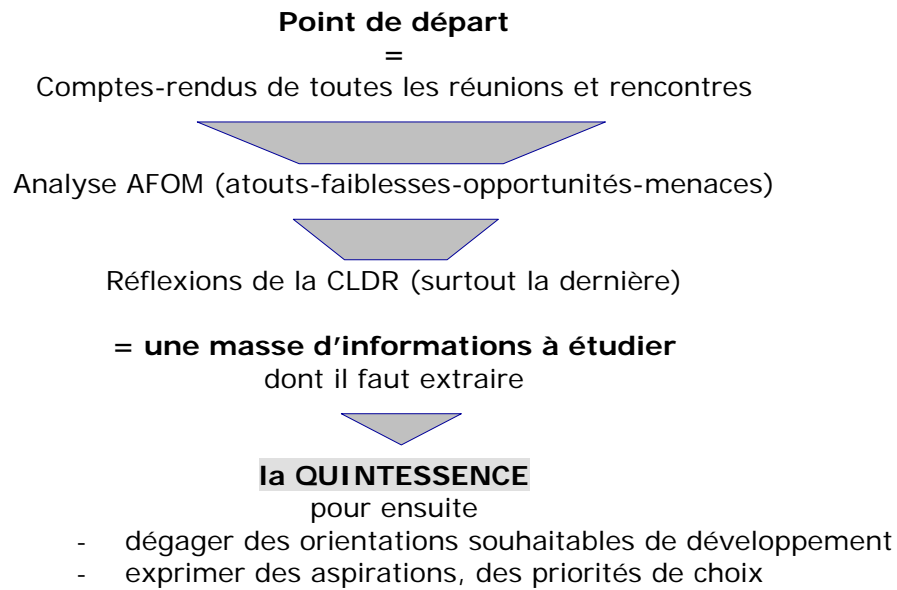 Point de départ
=
Comptes-rendus de toutes les réunions et rencontres
Analyse AFOM (atouts-faiblesses-opportunités-menaces)
Réflexions de la CLDR (surtout la dernière)
= une masse d’informations à étudier
dont il faut extraire
la QUINTESSENCE
pour ensuite
- dégager des orientations souhaitables de développement
- exprimer des aspirations, des priorités de choix